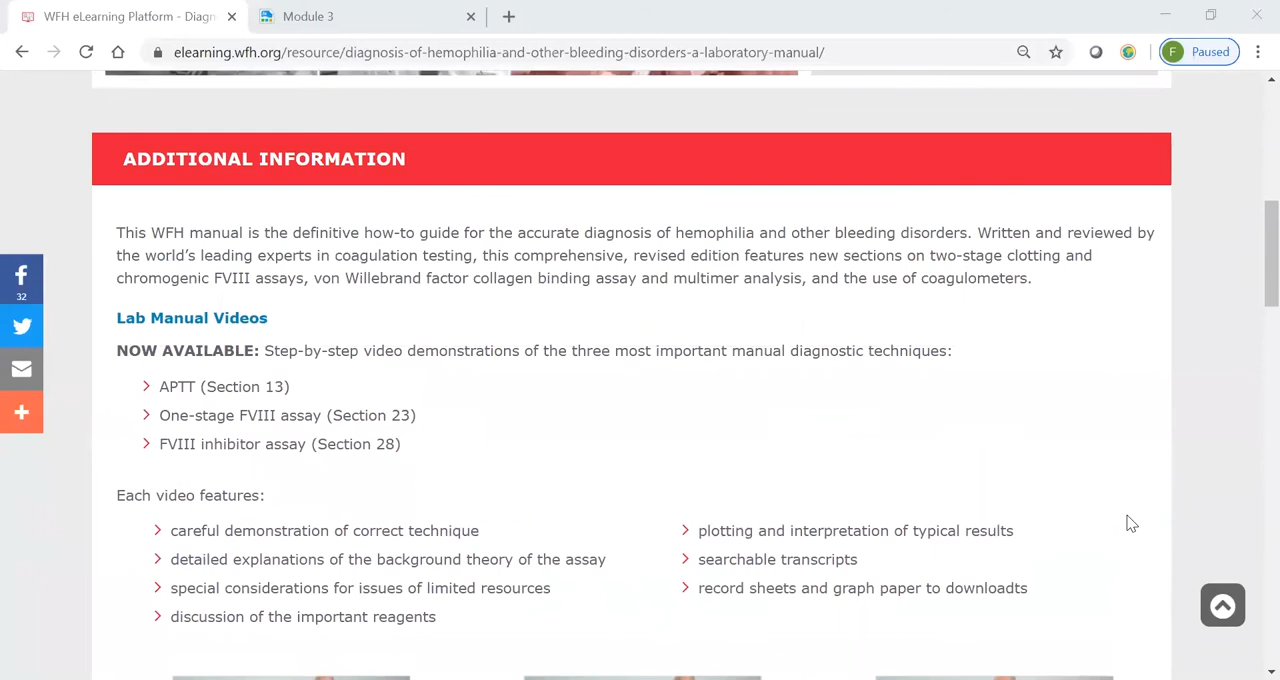 WFH eLearning Platform - Diagn
Module 3
elearning.wfh.org/resource/diagnosis-of-hemophilia-and-other-bleeding-disorders-a-laboratory-manual/
F Paused
ADDITIONAL INFORMATION
This WFH manual is the definitive how-to guide for the accurate diagnosis of hemophilia and other bleeding disorders. Written and reviewed by
the world's leading experts in coagulation testing, this comprehensive, revised edition features new sections on two-stage clotting and
chromogenic FVIII assays, von Willebrand factor collagen binding assay and multimer analysis, and the use of coagulometers.
32
Lab Manual Videos
NOW AVAILABLE: Step-by-step video demonstrations of the three most important manual diagnostic techniques:
APTT (Section 13)
One-stage FVIII assay (Section 23)
FVIII inhibitor assay (Section 28)
Each video features:
careful demonstration of correct technique
detailed explanations of the background theory of the assay
special considerations for issues of limited resources
discussion of the important reagents
plotting and interpretation of typical results
searchable transcripts
record sheets and graph paper to downloadts